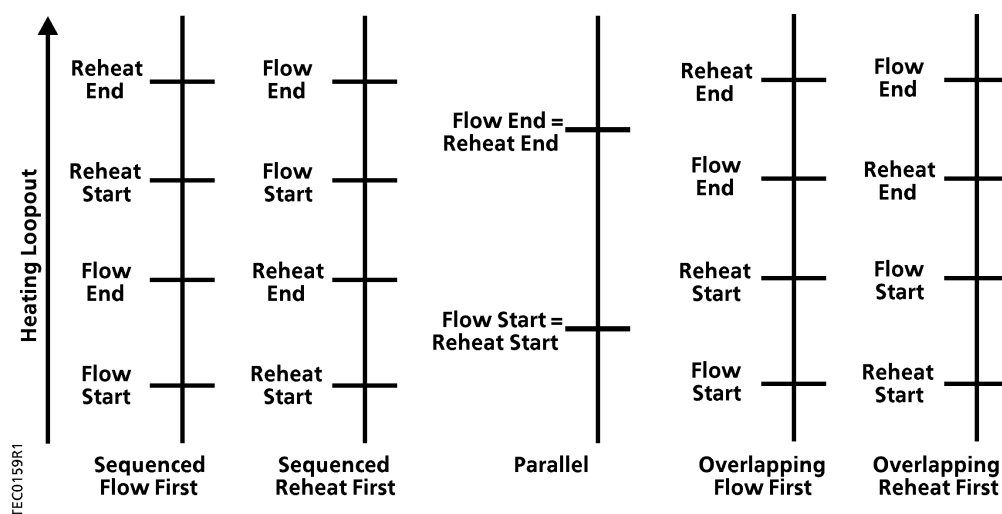 Heating Loopout
TEC0159R1
Reheat
End
Reheat
Start
Flow
End
Flow
Start
Sequenced
Flow First
Flow
End
Flow
Start
Reheat
End
Reheat
Start
Sequenced
Reheat First
Flow End =
Reheat End
Flow Start =
Reheat Start
Parallel
Reheat
End
Flow
End
Reheat
Start
Flow
Start
Overlapping
Flow First
Flow
End
Reheat
End
Flow
Start
Reheat
Start
Overlapping
Reheat First